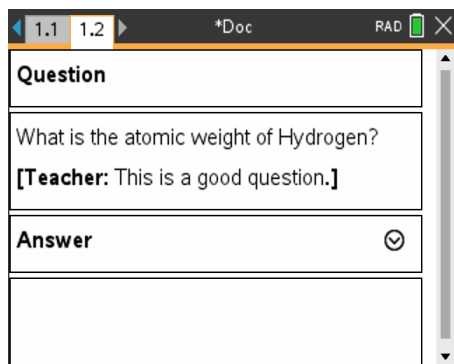 1.1 1.2 *Doc RAD
Question
What is the atomic weight of Hydrogen?
[Teacher: This is a good question.]
Answer